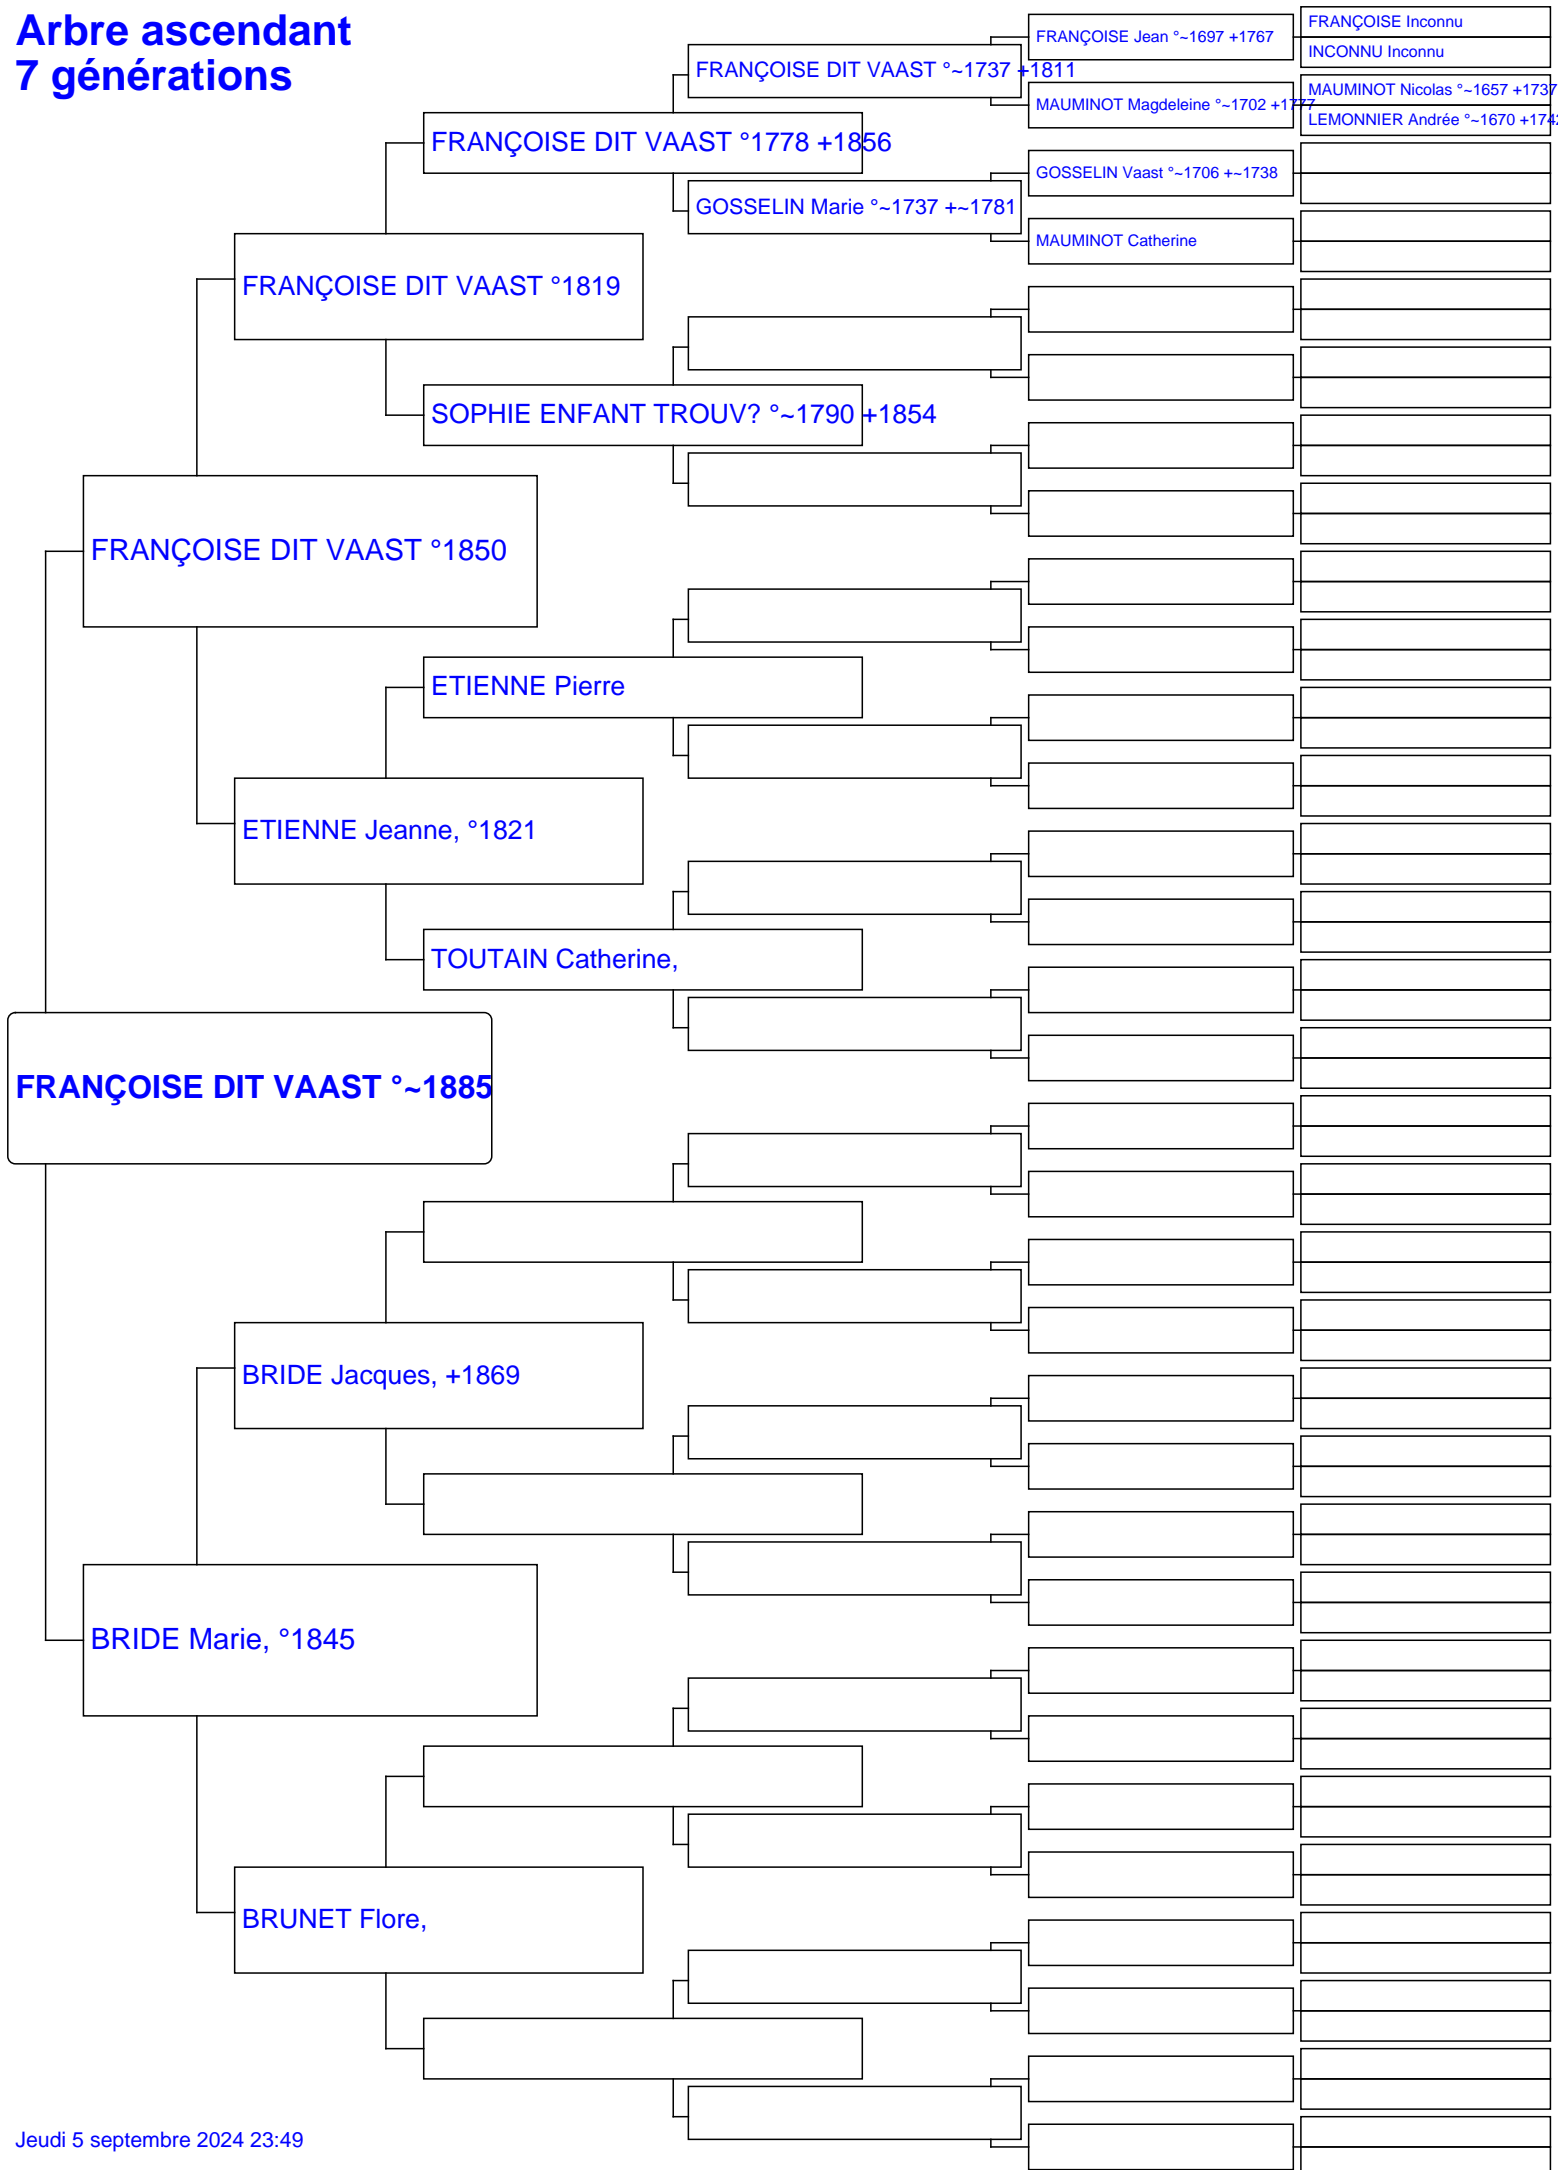 Arbre ascendant
7 générations
FRANÇOISE Jean °~1697 +1767
FRANÇOISE Inconnu
INCONNU Inconnu
FRANÇOISE DIT VAAST °~1737 +1811
MAUMINOT Magdeleine °~1702 +1777
MAUMINOT Nicolas °~1657 +1737
LEMONNIER Andrée °~1670 +1742
FRANÇOISE DIT VAAST °1778 +1856
GOSSELIN Vaast °~1706 +~1738
GOSSELIN Marie °~1737 +~1781
MAUMINOT Catherine
FRANÇOISE DIT VAAST °1819
SOPHIE ENFANT TROUV? °~1790 +1854
FRANÇOISE DIT VAAST °1850
ETIENNE Pierre
ETIENNE Jeanne, °1821
TOUTAIN Catherine,
FRANÇOISE DIT VAAST °~1885
BRIDE Jacques, +1869
BRIDE Marie, °1845
BRUNET Flore,
Jeudi 5 septembre 2024 23:49